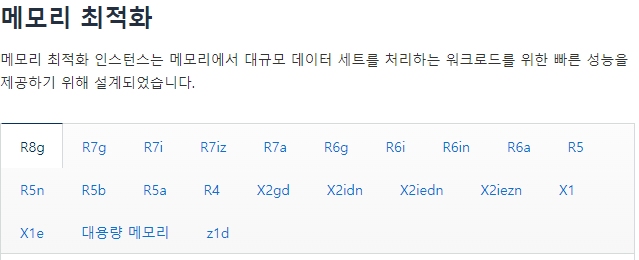 메모리 최적화
메모리 최적화 인스턴스는 메모리에서 대규모 데이터 세트를 처리하는 워크로드를 위한 빠른 성능을
제공하기 위해 설계되었습니다.
R8g R7g R7i R7iz R7a R6g R6i R6in R6a R5
R5n R5b R5a R4 X2gd X2idn X2iedn X2iezn X1
X1e 대용량 메모리 z1d